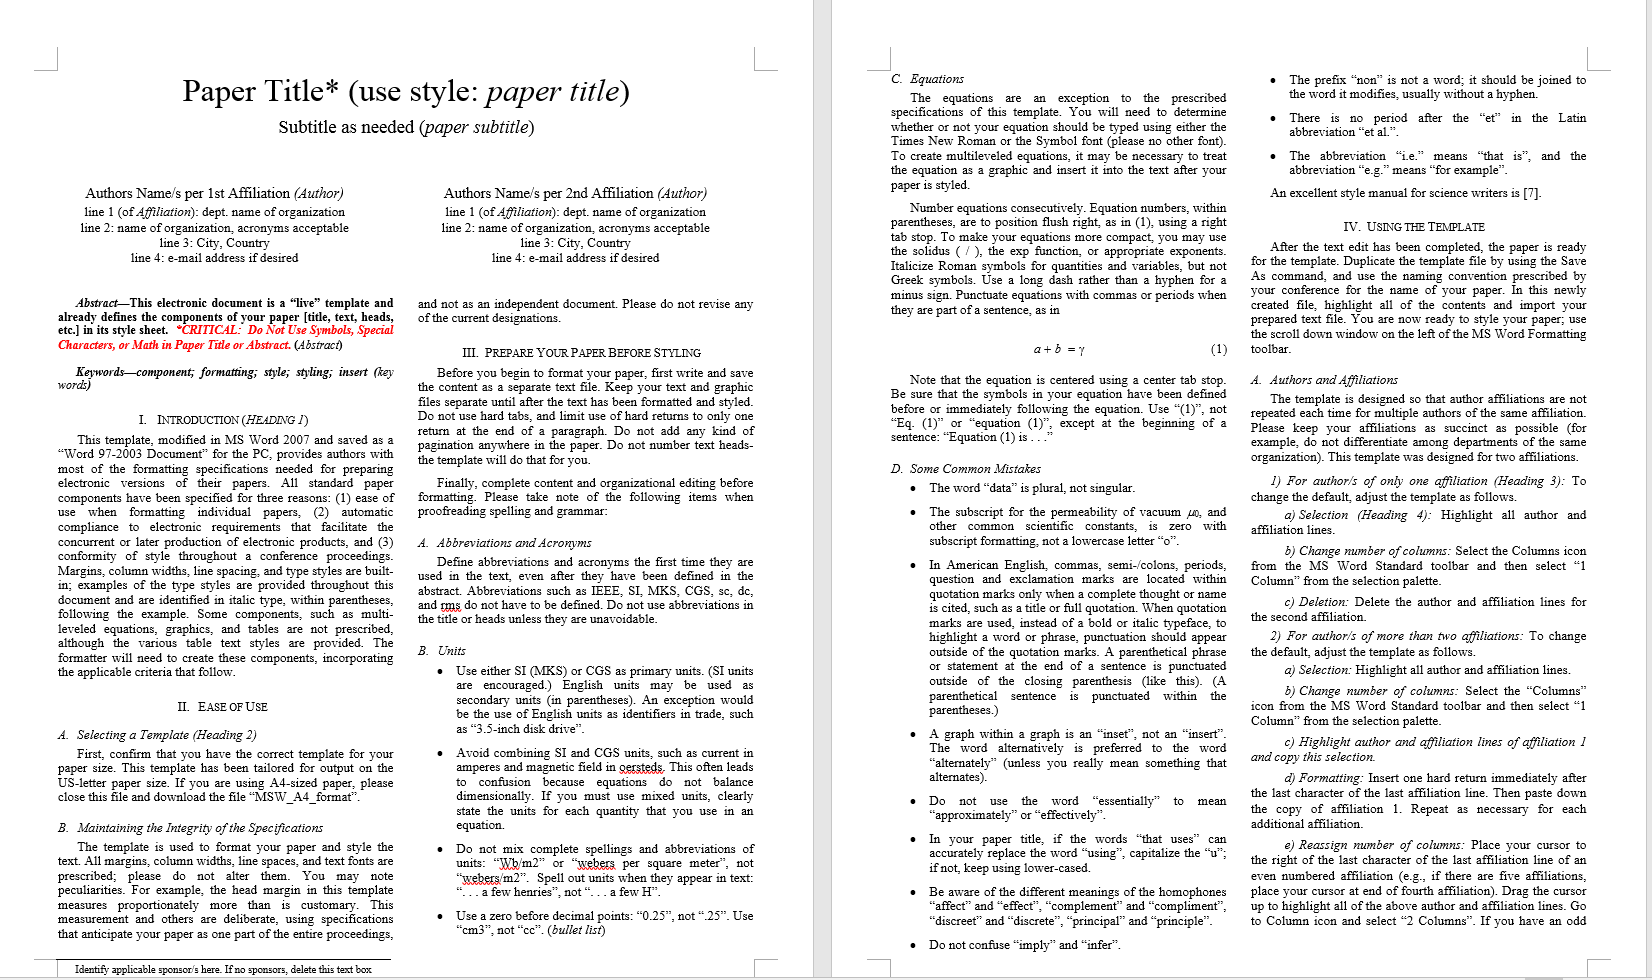 Paper Title* (use style: paper title)
Subtitle as needed (paper subtitle)
Authors Name/s per 1st Affiliation (Author)
line 1 (of Affiliation): dept. name of organization
line 2: name of organization, acronyms acceptable
line 3: City, Country
line 4: e-mail address if desired
Authors Name/s per 2nd Affiliation (Author)
line 1 (of Affiliation): dept. name of organization
line 2: name of organization, acronyms acceptable
line 3: City, Country
line 4: e-mail address if desired
Abstract—This electronic document is a “live” template and
already defines the components of your paper [title, text, heads,
etc.] in its style sheet. *CRITICAL: Do Not Use Symbols, Special
Characters, or Math in Paper Title or Abstract. (Abstract)
Keywords—component; formatting; style; styling; insert (key
words)
I. INTRODUCTION (HEADING 1)
This template, modified in MS Word 2007 and saved as a
“Word 97-2003 Document” for the PC, provides authors with
most of the formatting specifications needed for preparing
electronic versions of their papers. All standard paper
components have been specified for three reasons: (1) ease of
use when formatting individual papers, (2) automatic
compliance to electronic requirements that facilitate the
concurrent or later production of electronic products, and (3)
conformity of style throughout a conference proceedings.
Margins, column widths, line spacing, and type styles are built-
in; examples of the type styles are provided throughout this
document and are identified in italic type, within parentheses,
following the example. Some components, such as multi-
leveled equations, graphics, and tables are not prescribed,
although the various table text styles are provided. The
formatter will need to create these components, incorporating
the applicable criteria that follow.
II. EASE OF USE
A. Selecting a Template (Heading 2)
First, confirm that you have the correct template for your
paper size. This template has been tailored for output on the
US-letter paper size. If you are using A4-sized paper, please
close this file and download the file “MSW_A4_format”.
B. Maintaining the Integrity of the Specifications
The template is used to format your paper and style the
text. All margins, column widths, line spaces, and text fonts are
prescribed; please do not alter them. You may note
peculiarities. For example, the head margin in this template
measures proportionately more than is customary. This
measurement and others are deliberate, using specifications
that anticipate your paper as one part of the entire proceedings,
Identify applicable sponsor/s here. If no sponsors, delete this text box
and not as an independent document. Please do not revise any
of the current designations.
III. PREPARE YOUR PAPER BEFORE STYLING
Before you begin to format your paper, first write and save
the content as a separate text file. Keep your text and graphic
files separate until after the text has been formatted and styled.
Do not use hard tabs, and limit use of hard returns to only one
return at the end of a paragraph. Do not add any kind of
pagination anywhere in the paper. Do not number text heads-
the template will do that for you.
Finally, complete content and organizational editing before
formatting. Please take note of the following items when
proofreading spelling and grammar:
A. Abbreviations and Acronyms
Define abbreviations and acronyms the first time they are
used in the text, even after they have been defined in the
abstract. Abbreviations such as IEEE, SI, MKS, CGS, sc, dc,
and rms do not have to be defined. Do not use abbreviations in
the title or heads unless they are unavoidable.
B. Units
• Use either SI (MKS) or CGS as primary units. (SI units
are encouraged.) English units may be used as
secondary units (in parentheses). An exception would
be the use of English units as identifiers in trade, such
as “3.5-inch disk drive”.
• Avoid combining SI and CGS units, such as current in
amperes and magnetic field in oersteds. This often leads
to confusion because equations do not balance
dimensionally. If you must use mixed units, clearly
state the units for each quantity that you use in an
equation.
• Do not mix complete spellings and abbreviations of
units: “Wb/m2” or “webers per square meter”, not
“webers/m2”. Spell out units when they appear in text:
“. . . a few henries”, not “. . . a few H”.
• Use a zero before decimal points: “0.25”, not “.25”. Use
“cm3”, not “cc”. (bullet list)
C. Equations
The equations are an exception to the prescribed
specifications of this template. You will need to determine
whether or not your equation should be typed using either the
Times New Roman or the Symbol font (please no other font).
To create multileveled equations, it may be necessary to treat
the equation as a graphic and insert it into the text after your
paper is styled.
Number equations consecutively. Equation numbers, within
parentheses, are to position flush right, as in (1), using a right
tab stop. To make your equations more compact, you may use
the solidus ( / ), the exp function, or appropriate exponents.
Italicize Roman symbols for quantities and variables, but not
Greek symbols. Use a long dash rather than a hyphen for a
minus sign. Punctuate equations with commas or periods when
they are part of a sentence, as in
a + b = γ (1)
Note that the equation is centered using a center tab stop.
Be sure that the symbols in your equation have been defined
before or immediately following the equation. Use “(1)”, not
“Eq. (1)” or “equation (1)”, except at the beginning of a
sentence: “Equation (1) is . . .”
D. Some Common Mistakes
• The word “data” is plural, not singular.
• The subscript for the permeability of vacuum μ0, and
other common scientific constants, is zero with
subscript formatting, not a lowercase letter “o”.
• In American English, commas, semi-/colons, periods,
question and exclamation marks are located within
quotation marks only when a complete thought or name
is cited, such as a title or full quotation. When quotation
marks are used, instead of a bold or italic typeface, to
highlight a word or phrase, punctuation should appear
outside of the quotation marks. A parenthetical phrase
or statement at the end of a sentence is punctuated
outside of the closing parenthesis (like this). (A
parenthetical sentence is punctuated within the
parentheses.)
• A graph within a graph is an “inset”, not an “insert”.
The word alternatively is preferred to the word
“alternately” (unless you really mean something that
alternates).
• Do not use the word “essentially” to mean
“approximately” or “effectively”.
• In your paper title, if the words “that uses” can
accurately replace the word “using”, capitalize the “u”;
if not, keep using lower-cased.
• Be aware of the different meanings of the homophones
“affect” and “effect”, “complement” and “compliment”,
“discreet” and “discrete”, “principal” and “principle”.
• Do not confuse “imply” and “infer”.
• The prefix “non” is not a word; it should be joined to
the word it modifies, usually without a hyphen.
• There is no period after the “et” in the Latin
abbreviation “et al.”.
• The abbreviation “i.e.” means “that is”, and the
abbreviation “e.g.” means “for example”.
An excellent style manual for science writers is [7].
IV. USING THE TEMPLATE
After the text edit has been completed, the paper is ready
for the template. Duplicate the template file by using the Save
As command, and use the naming convention prescribed by
your conference for the name of your paper. In this newly
created file, highlight all of the contents and import your
prepared text file. You are now ready to style your paper; use
the scroll down window on the left of the MS Word Formatting
toolbar.
A. Authors and Affiliations
The template is designed so that author affiliations are not
repeated each time for multiple authors of the same affiliation.
Please keep your affiliations as succinct as possible (for
example, do not differentiate among departments of the same
organization). This template was designed for two affiliations.
1) For author/s of only one affiliation (Heading 3): To
change the default, adjust the template as follows.
a) Selection (Heading 4): Highlight all author and
affiliation lines.
b) Change number of columns: Select the Columns icon
from the MS Word Standard toolbar and then select “1
Column” from the selection palette.
c) Deletion: Delete the author and affiliation lines for
the second affiliation.
2) For author/s of more than two affiliations: To change
the default, adjust the template as follows.
a) Selection: Highlight all author and affiliation lines.
b) Change number of columns: Select the “Columns”
icon from the MS Word Standard toolbar and then select “1
Column” from the selection palette.
c) Highlight author and affiliation lines of affiliation 1
and copy this selection.
d) Formatting: Insert one hard return immediately after
the last character of the last affiliation line. Then paste down
the copy of affiliation 1. Repeat as necessary for each
additional affiliation.
e) Reassign number of columns: Place your cursor to
the right of the last character of the last affiliation line of an
even numbered affiliation (e.g., if there are five affiliations,
place your cursor at end of fourth affiliation). Drag the cursor
up to highlight all of the above author and affiliation lines. Go
to Column icon and select “2 Columns”. If you have an odd